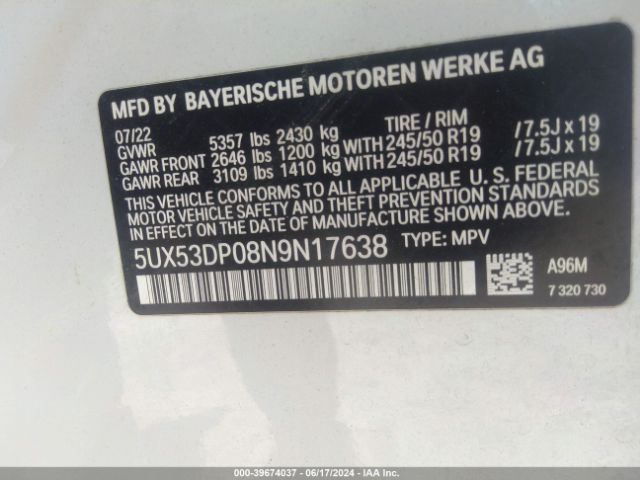 MFD BY BAYERISCHE MOTOREN WERKE AG
07/22 TIRE / RIM
GVWR 5357 lbs 2430 kg
GAWR FRONT 2646 lbs 1200 kg WITH 245/50 R19 /7.5J x 19
GAWR REAR 3109 lbs 1410 kg WITH 245/50 R19 /7.5J x 19
THIS VEHICLE CONFORMS TO ALL APPLICABLE U. S. FEDERAL
MOTOR VEHICLE SAFETY AND THEFT PREVENTION STANDARDS
IN EFFECT ON THE DATE OF MANUFACTURE SHOWN ABOVE.
5UX53DP08N9N17638 TYPE: MPV
A96M
7 320 730
000-39674037 - 06/17/2024 - IAAI.com